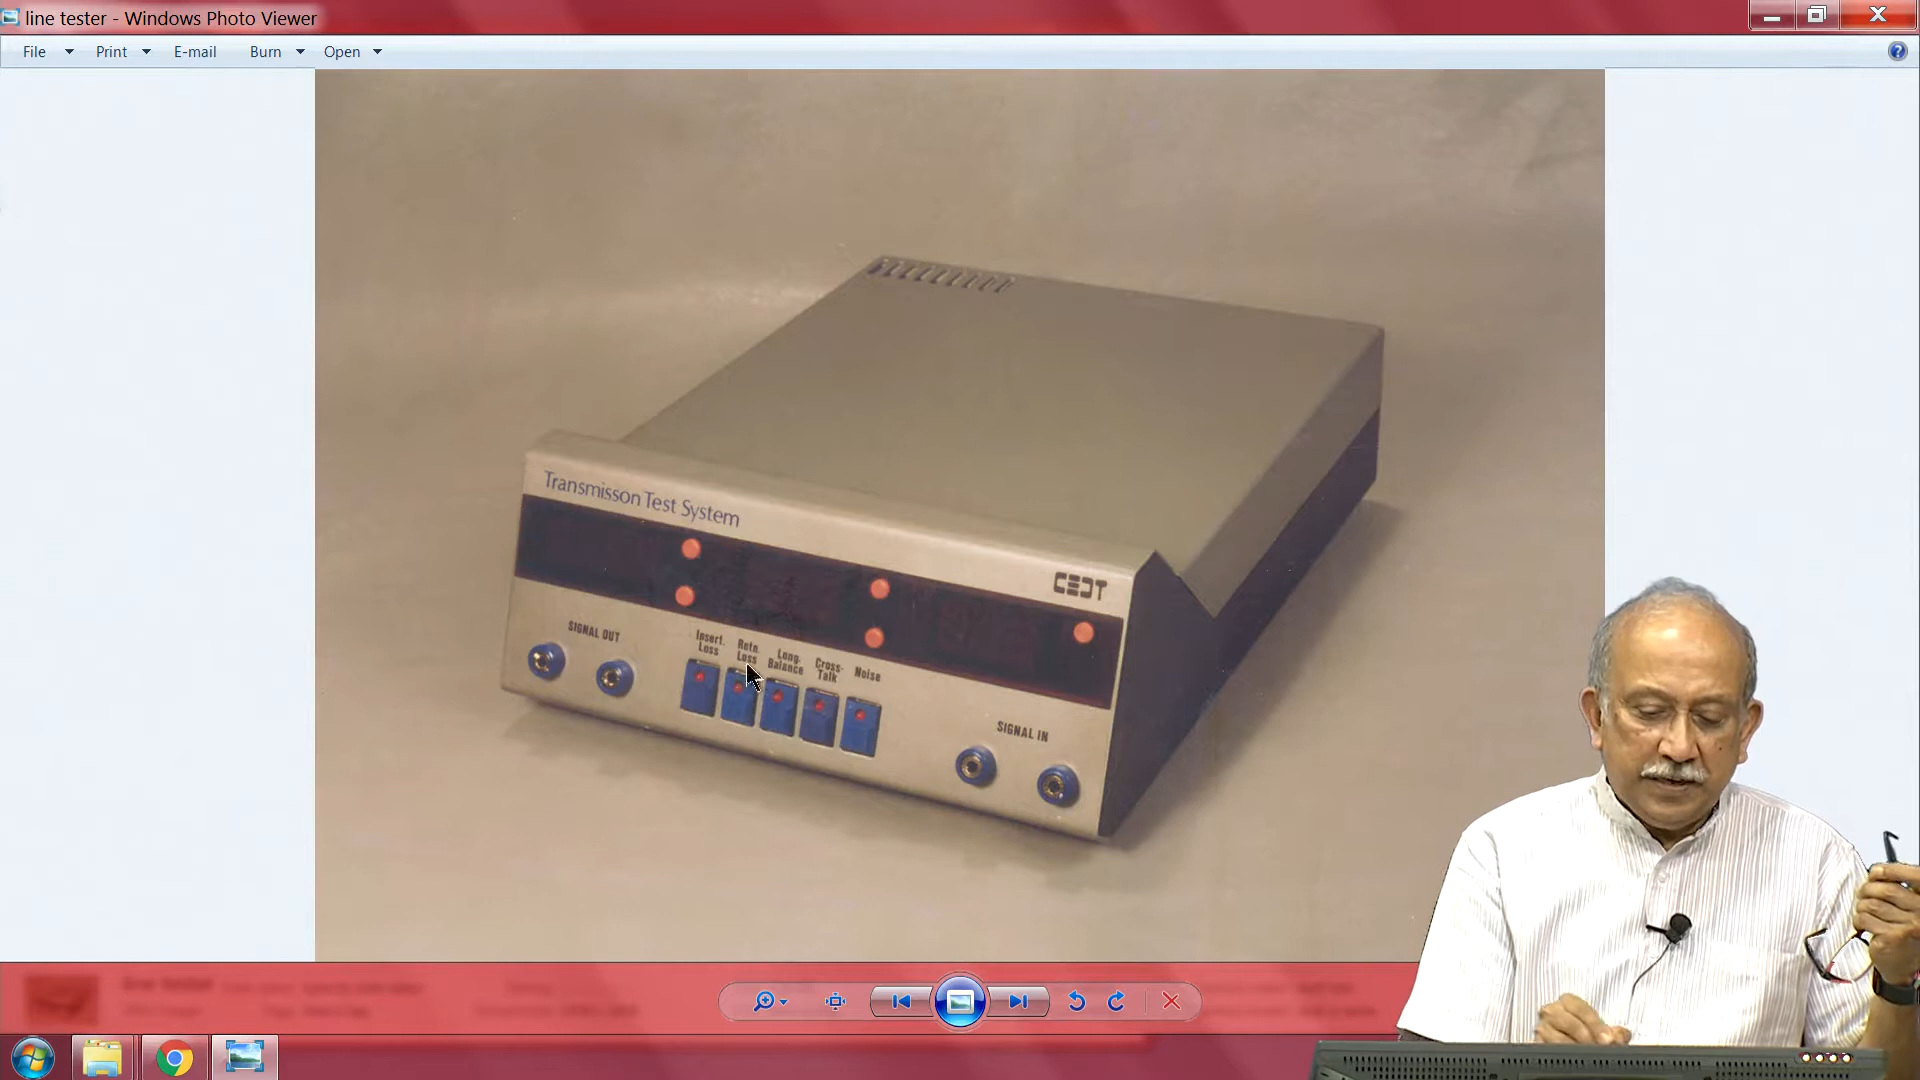 line tester - Windows Photo Viewer
File Print E-mail Burn Open
Transmisson Test System
CEDT
SIGNAL OUT
Insert. Loss
Retn. Loss
Long. Balance
Cross-Talk
Noise
SIGNAL IN